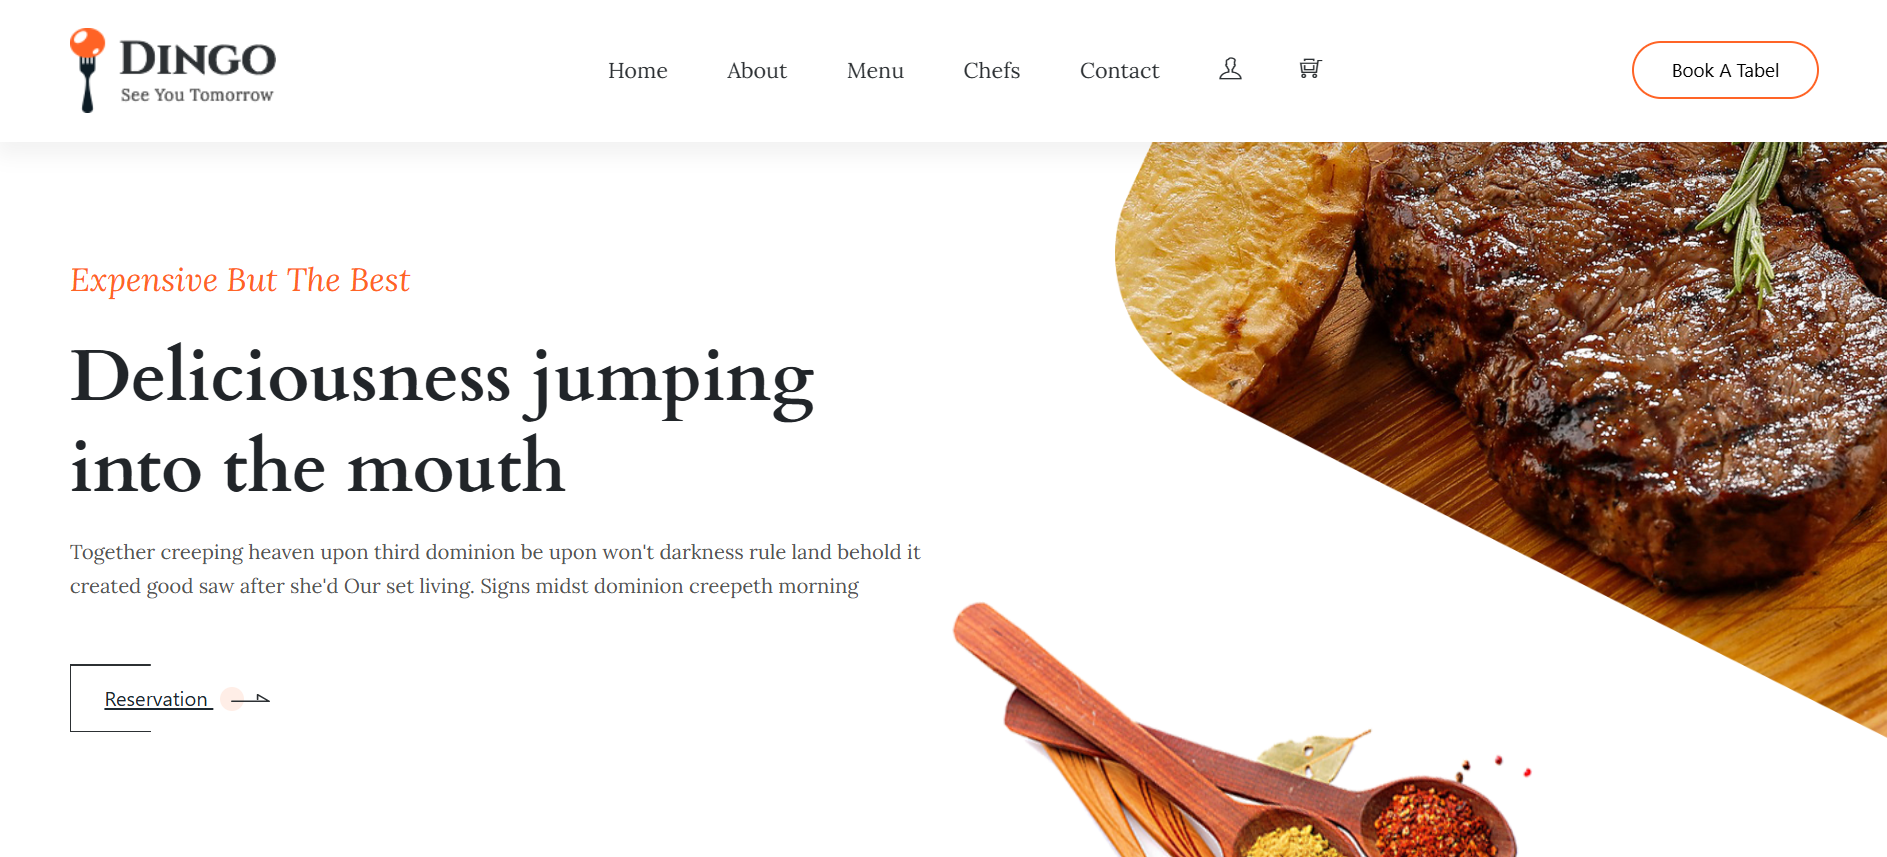 DINGO
See You Tomorrow
Home
About
Menu
Chefs
Contact
Book A Tabel
Expensive But The Best
Deliciousness jumping
into the mouth
Together creeping heaven upon third dominion be upon won't darkness rule land behold it
created good saw after she'd Our set living. Signs midst dominion creepeth morning
Reservation